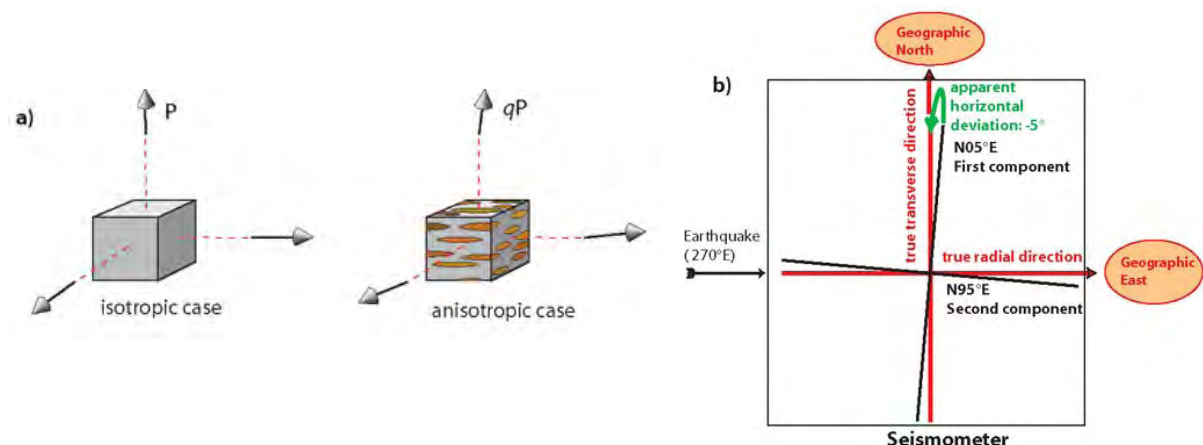 a)
P
isotropic case
qP
anisotropic case
b)
Geographic
North
apparent
horizontal
deviation: -5°
true transverse direction
N05°E
First component
Earthquake
(270°E)
true radial direction
N95°E
Second component
Geographic
East
Seismometer